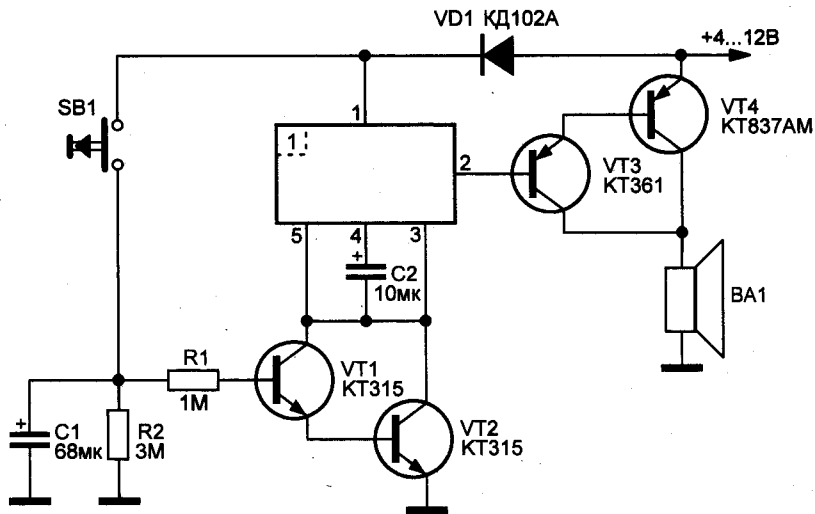 VD1 КД102А
+4...12В
SB1
1
1
VT4
КТ837АМ
2
VT3
КТ361
5
4
3
+
C2
10мк
BA1
R1
1М
VT1
КТ315
+
C1
68мк
R2
3М
VT2
КТ315